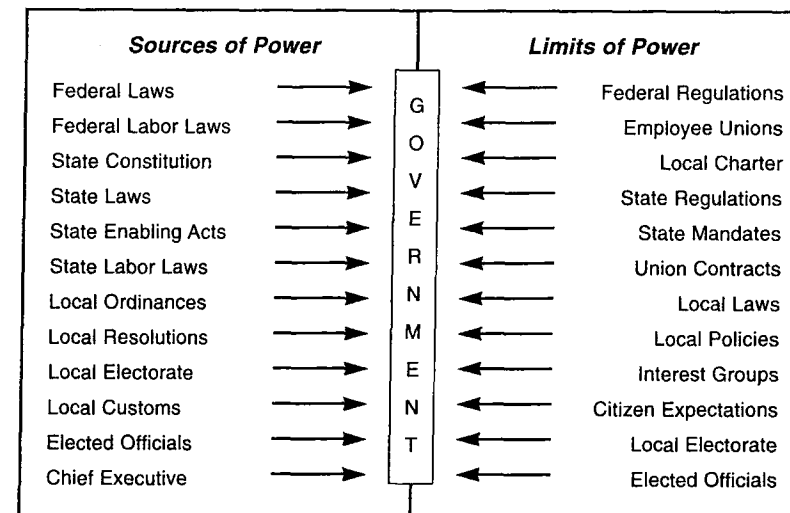 Sources of Power
Limits of Power
Federal Laws
Federal Labor Laws
State Constitution
State Laws
State Enabling Acts
State Labor Laws
Local Ordinances
Local Resolutions
Local Electorate
Local Customs
Elected Officials
Chief Executive
G
O
V
E
R
N
M
E
N
T
Federal Regulations
Employee Unions
Local Charter
State Regulations
State Mandates
Union Contracts
Local Laws
Local Policies
Interest Groups
Citizen Expectations
Local Electorate
Elected Officials